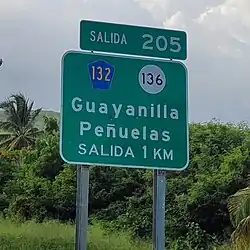 SALIDA 205
132 136
Guayanilla
Peñuelas
SALIDA 1 KM